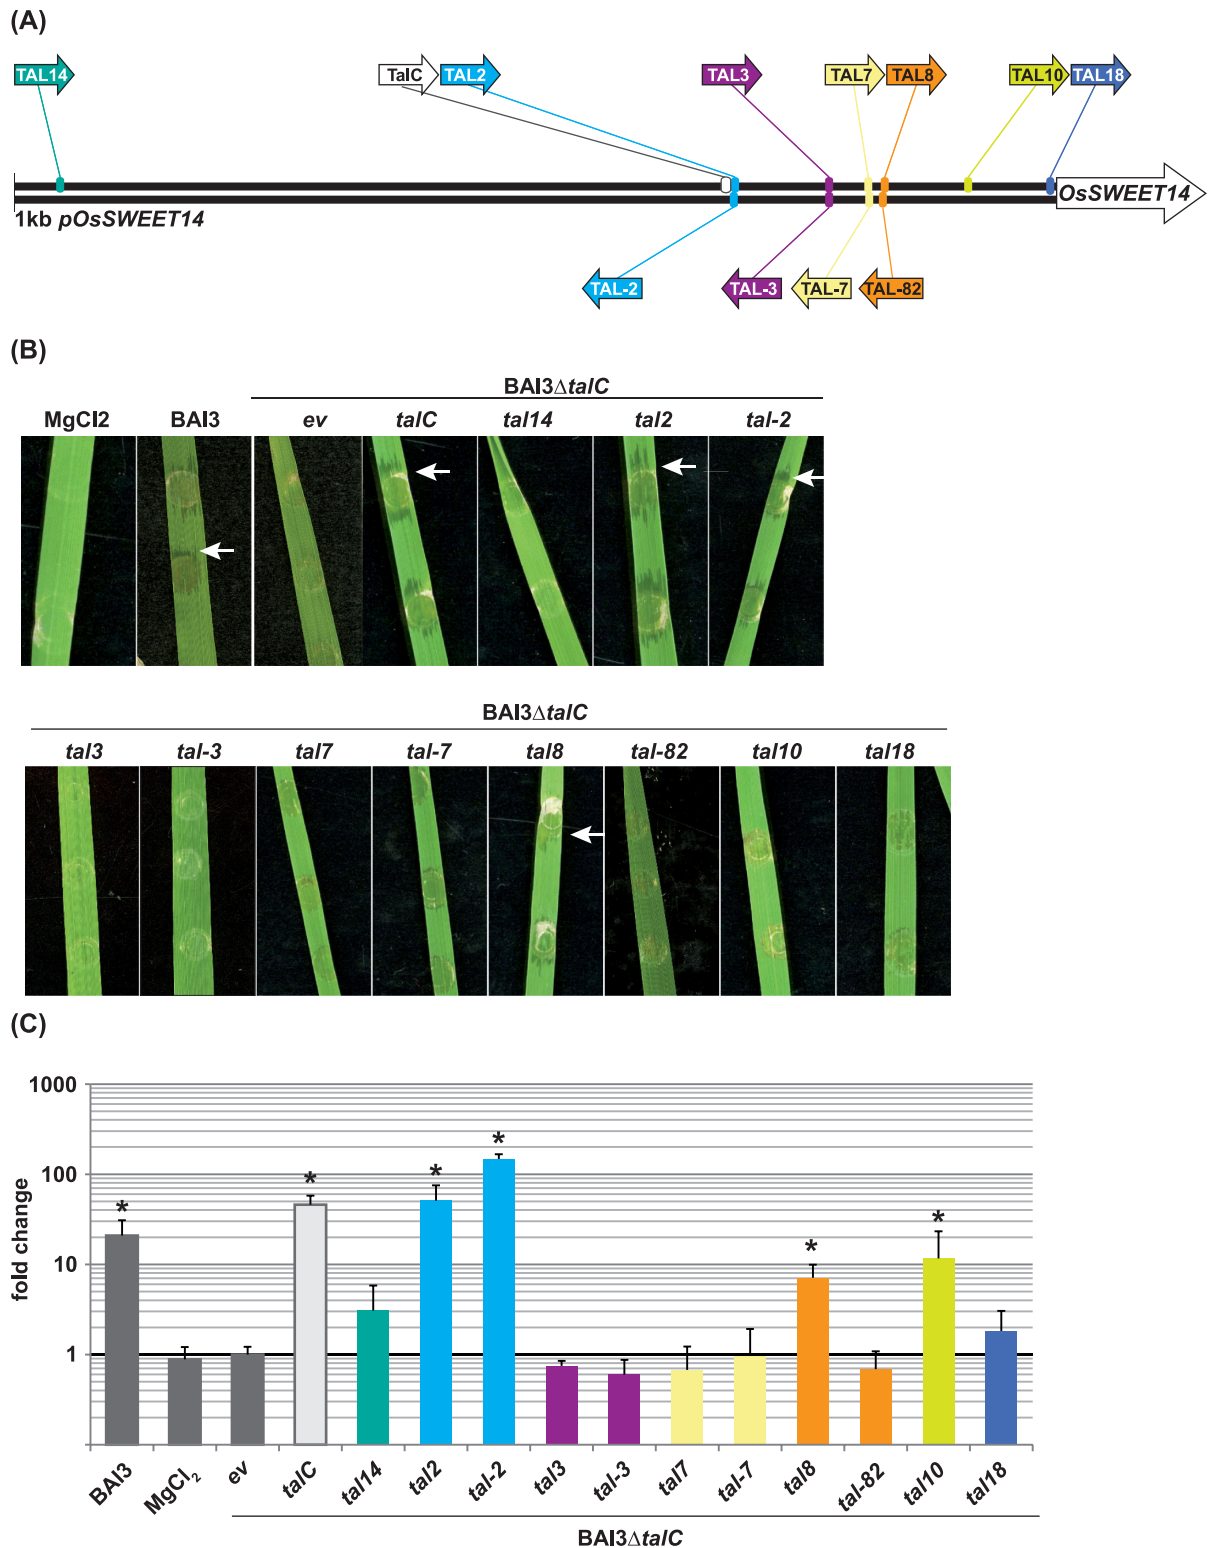 (A)
TAL14 TalC TAL2 TAL3 TAL7 TAL8 TAL10 TAL18
OsSWEET14
1kb pOsSWEET14
TAL-2 TAL-3 TAL-7 TAL-82
(B)
BAI3ΔtalC
MgCl2 BAI3 ev talC tal14 tal2 tal-2
BAI3ΔtalC
tal3 tal-3 tal7 tal-7 tal8 tal-82 tal10 tal18
(C)
fold change
1000
100
10
1
* * * * * *
BAI3 MgCl₂ ev talC tal14 tal2 tal-2 tal3 tal-3 tal7 tal-7 tal8 tal-82 tal10 tal18
BAI3ΔtalC